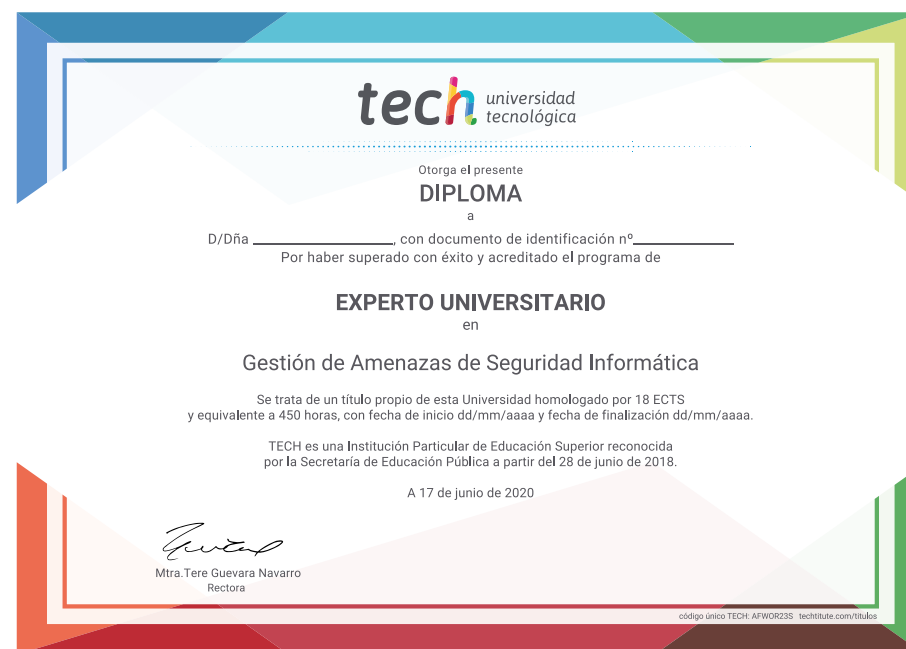 tech universidad
tecnológica
Otorga el presente
DIPLOMA
a
D/Dña ____________________, con documento de identificación nº______________
Por haber superado con éxito y acreditado el programa de
EXPERTO UNIVERSITARIO
en
Gestión de Amenazas de Seguridad Informática
Se trata de un título propio de esta Universidad homologado por 18 ECTS
y equivalente a 450 horas, con fecha de inicio dd/mm/aaaa y fecha de finalización dd/mm/aaaa.
TECH es una Institución Particular de Educación Superior reconocida
por la Secretaría de Educación Pública a partir del 28 de junio de 2018.
A 17 de junio de 2020
Mtra.Tere Guevara Navarro
Rectora
código único TECH: AFWOR23S techtitute.com/titulos